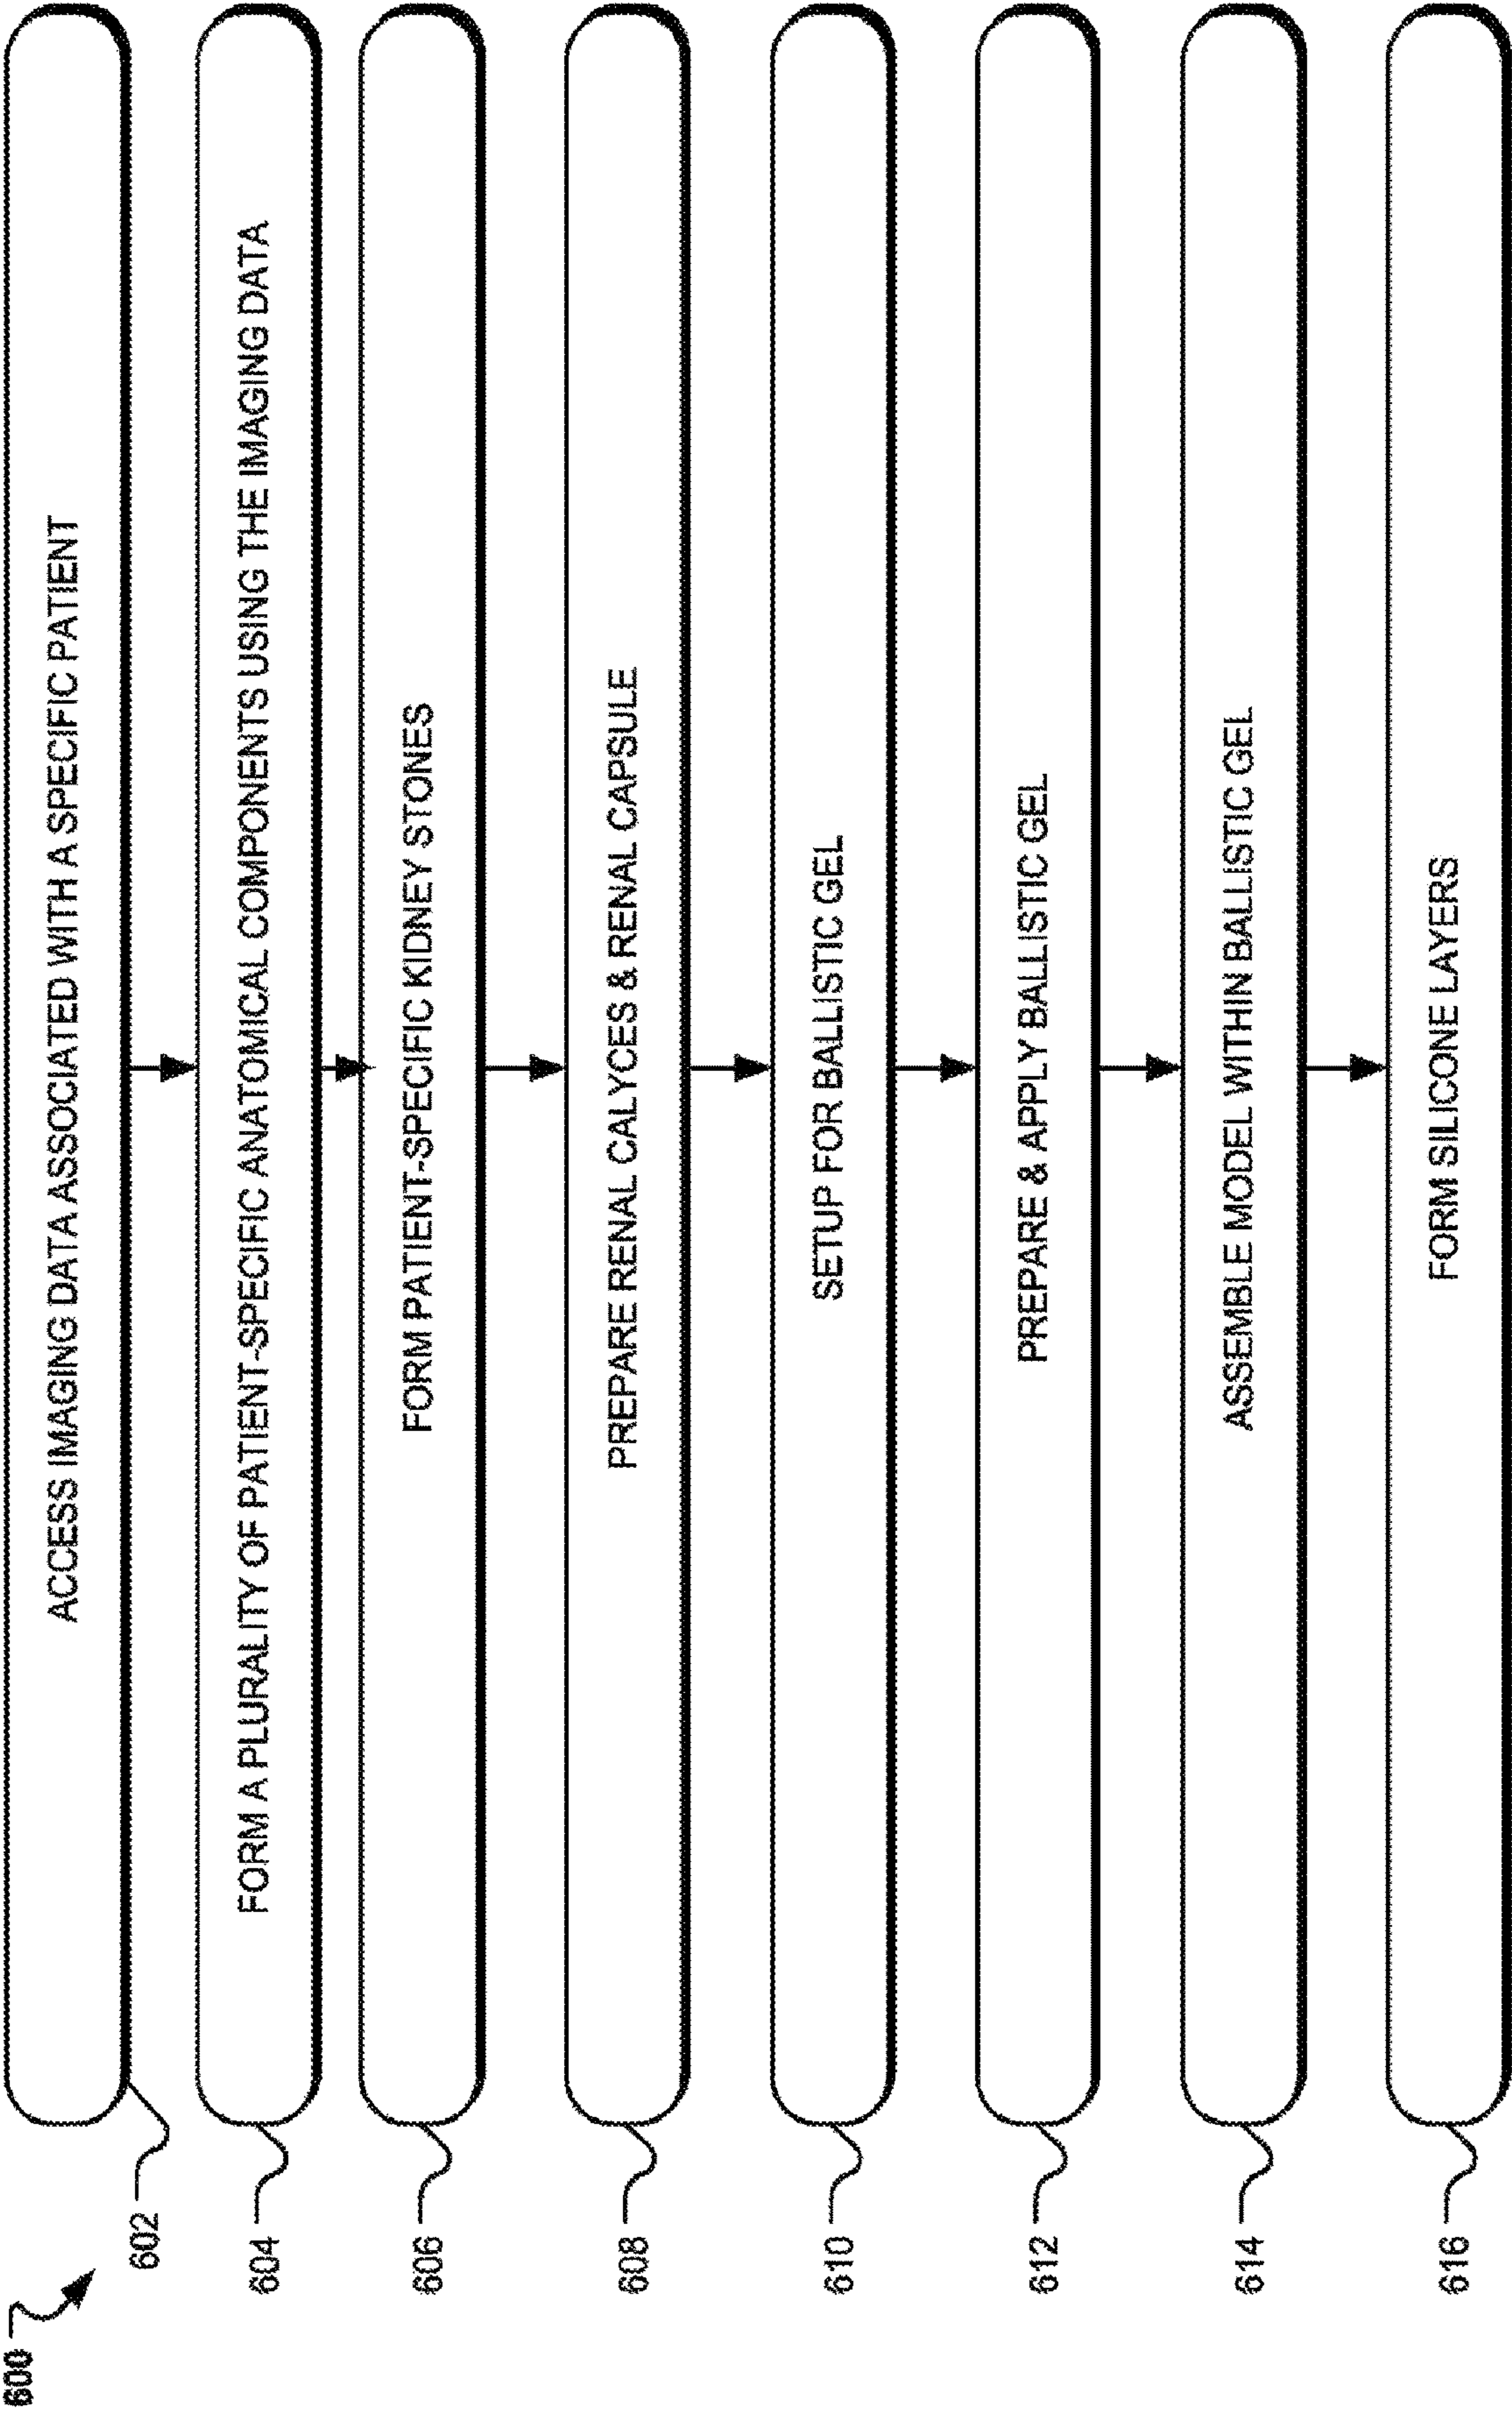 600
602
ACCESS IMAGING DATA ASSOCIATED WITH A SPECIFIC PATIENT
604
FORM A PLURALITY OF PATIENT-SPECIFIC ANATOMICAL COMPONENTS USING THE IMAGING DATA
606
FORM PATIENT-SPECIFIC KIDNEY STONES
608
PREPARE RENAL CALYCES & RENAL CAPSULE
610
SETUP FOR BALLISTIC GEL
612
PREPARE & APPLY BALLISTIC GEL
614
ASSEMBLE MODEL WITHIN BALLISTIC GEL
616
FORM SILICONE LAYERS